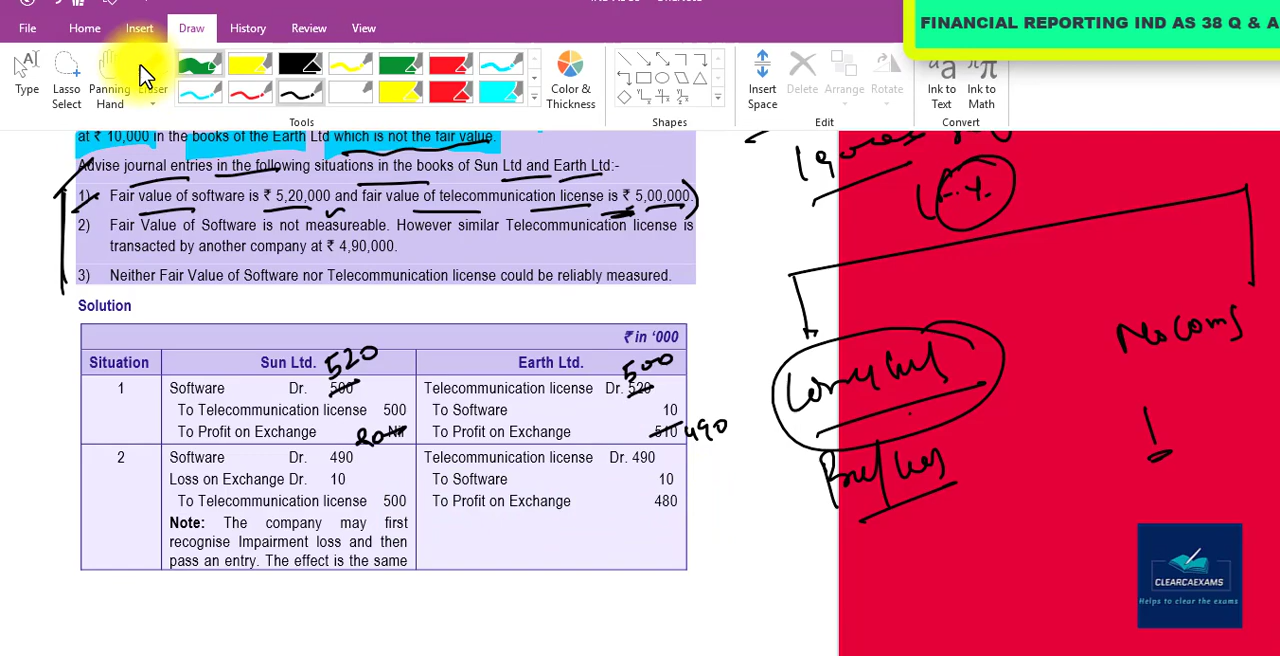 File Home Insert Draw History Review View
FINANCIAL REPORTING IND AS 38 Q & A
Type Lasso Select Panning Hand Eraser
Color & Thickness
Insert Space Delete Arrange Rotate
Ink to Text Ink to Math
Tools Shapes Edit Convert
at ₹ 10,000 in the books of the Earth Ltd which is not the fair value.
Advise journal entries in the following situations in the books of Sun Ltd and Earth Ltd:-
1) Fair value of software is ₹ 5,20,000 and fair value of telecommunication license is ₹ 5,00,000.
2) Fair Value of Software is not measureable. However similar Telecommunication license is
transacted by another company at ₹ 4,90,000.
3) Neither Fair Value of Software nor Telecommunication license could be reliably measured.
Solution
₹ in ‘000
Situation Sun Ltd. 520 Earth Ltd. 500
1 Software Dr. 500 Telecommunication license Dr. 520
To Telecommunication license 500 To Software 10
To Profit on Exchange 20 Nil To Profit on Exchange 510 490
2 Software Dr. 490 Telecommunication license Dr. 490
Loss on Exchange Dr. 10 To Software 10
To Telecommunication license 500 To Profit on Exchange 480
Note: The company may first
recognise Impairment loss and then
pass an entry. The effect is the same
No coms
CLEARCAEXAMS
Helps to clear the exams